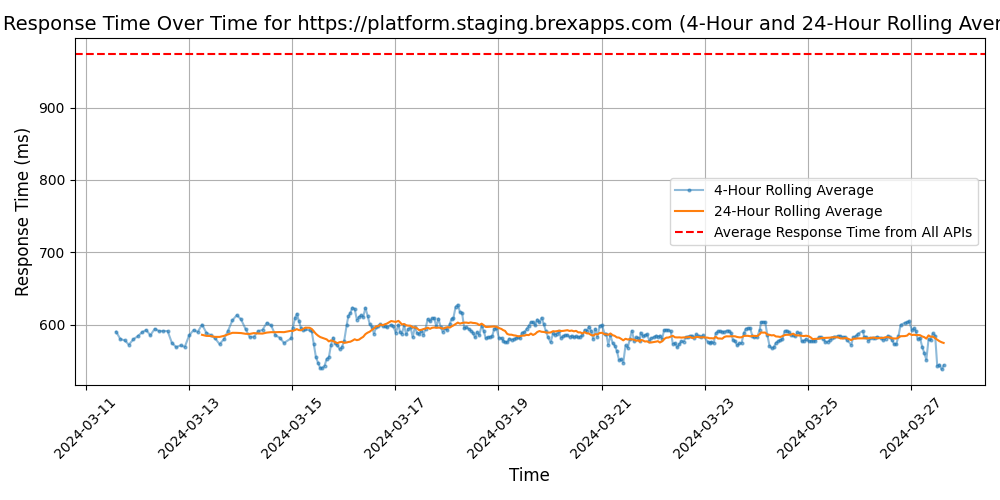 Response Time Over Time for https://platform.staging.brexapps.com (4-Hour and 24-Hour Rolling Aver
Response Time (ms)
900
800
700
600
4-Hour Rolling Average
24-Hour Rolling Average
Average Response Time from All APIs
2024-03-11
2024-03-13
2024-03-15
2024-03-17
2024-03-19
2024-03-21
2024-03-23
2024-03-25
2024-03-27
Time